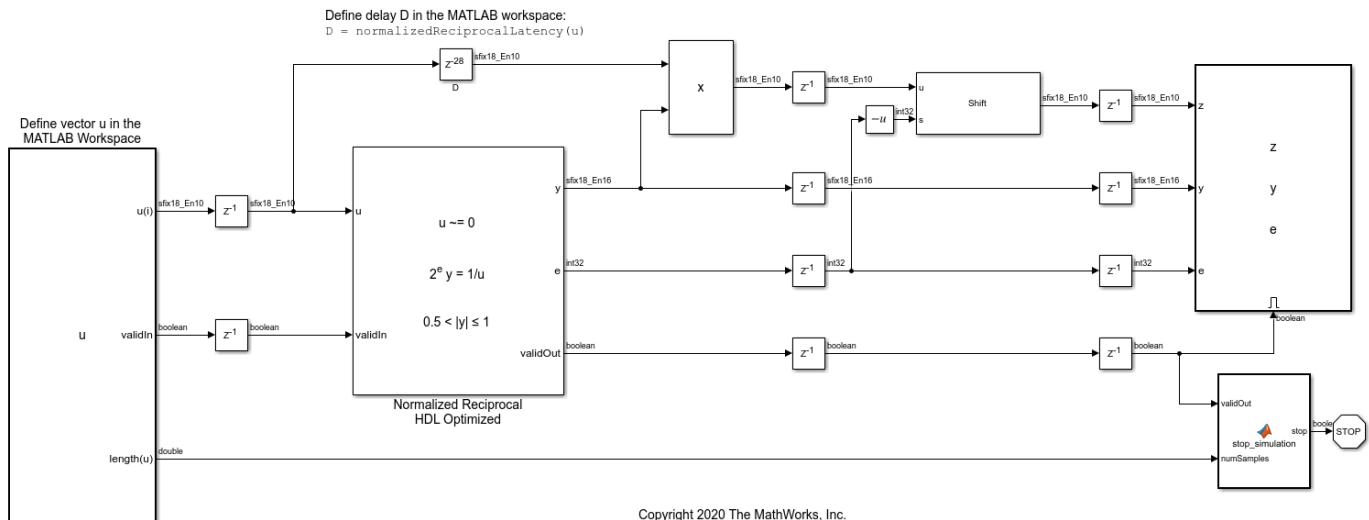 Define delay D in the MATLAB workspace:
D = normalizedReciprocalLatency(u)
z-28
sfix18_En10
D
x
sfix18_En10
z-1
sfix18_En10
u
Shift
s
sfix18_En10
z-1
sfix18_En10
z
-u
int32
Define vector u in the
MATLAB Workspace
u(i)
sfix18_En10
z-1
sfix18_En10
u
y
sfix18_En16
z-1
sfix18_En16
z-1
sfix18_En16
y
z
y
e
u ~= 0
2e y = 1/u
0.5 < |y| ≤ 1
e
int32
z-1
int32
z-1
int32
e
u
validIn
boolean
z-1
boolean
validIn
validOut
boolean
z-1
boolean
z-1
boolean
boolean
Normalized Reciprocal
HDL Optimized
length(u)
double
validOut
stop_simulation
numSamples
stop
boole
STOP
Copyright 2020 The MathWorks, Inc.